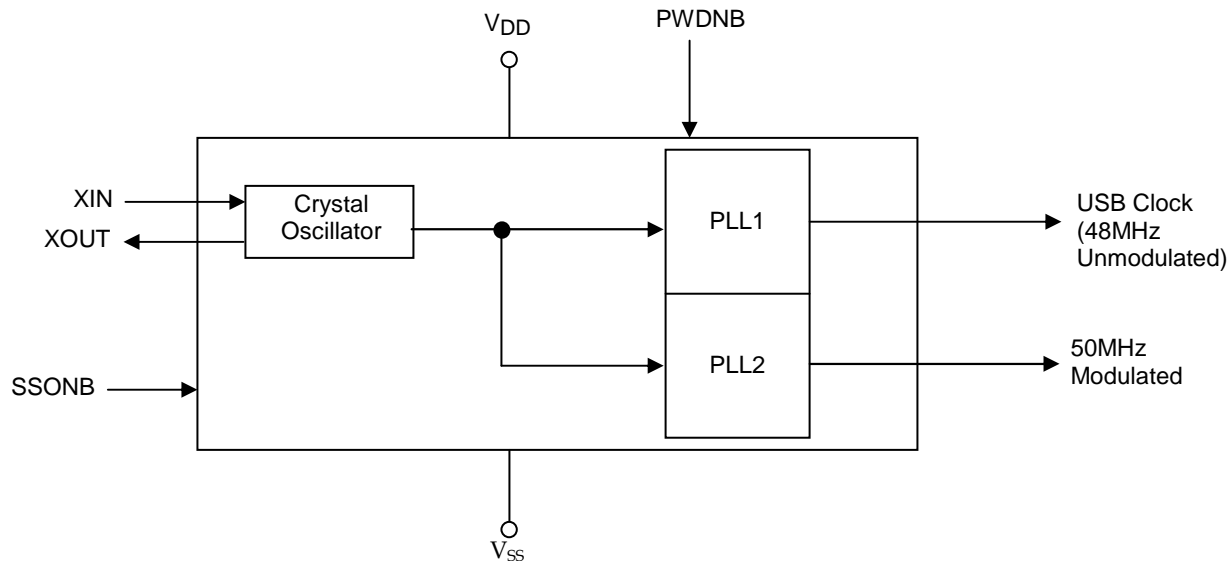 VDD
PWDNB
XIN
XOUT
Crystal
Oscillator
PLL1
USB Clock
(48MHz
Unmodulated)
SSONB
PLL2
50MHz
Modulated
VSS